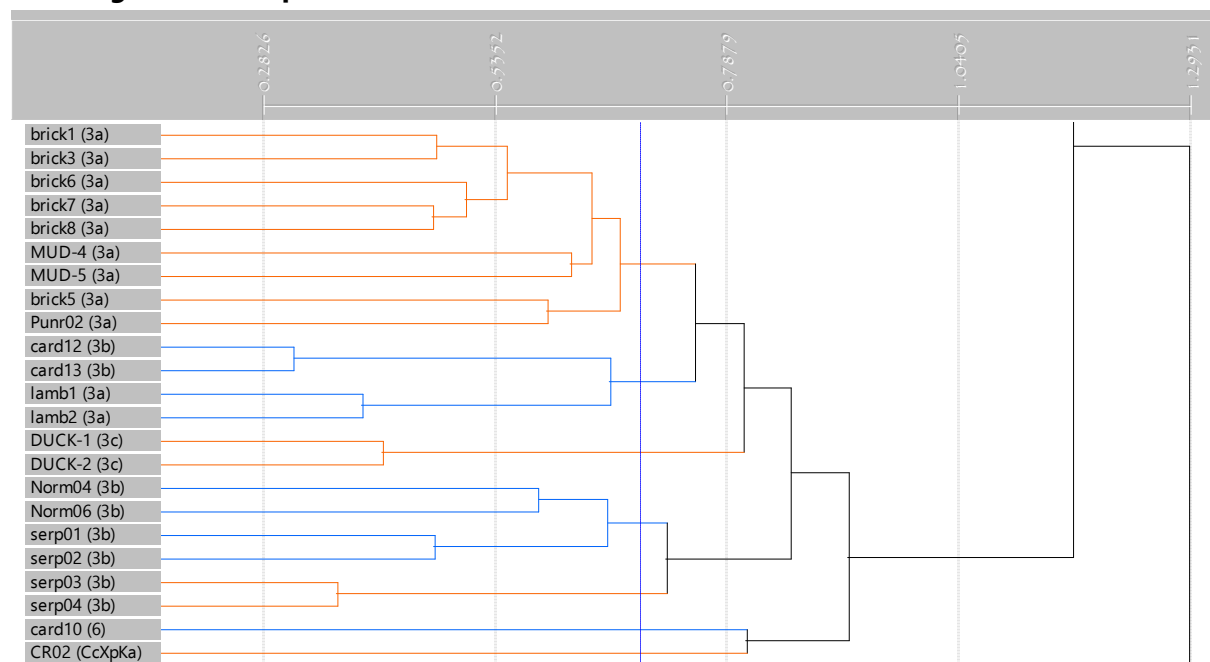 0.2826
0.5352
0.7879
1.0405
1.2931
brick1 (3a)
brick3 (3a)
brick6 (3a)
brick7 (3a)
brick8 (3a)
MUD-4 (3a)
MUD-5 (3a)
brick5 (3a)
Punr02 (3a)
card12 (3b)
card13 (3b)
lamb1 (3a)
lamb2 (3a)
DUCK-1 (3c)
DUCK-2 (3c)
Norm04 (3b)
Norm06 (3b)
serp01 (3b)
serp02 (3b)
serp03 (3b)
serp04 (3b)
card10 (6)
CR02 (CcXpKa)